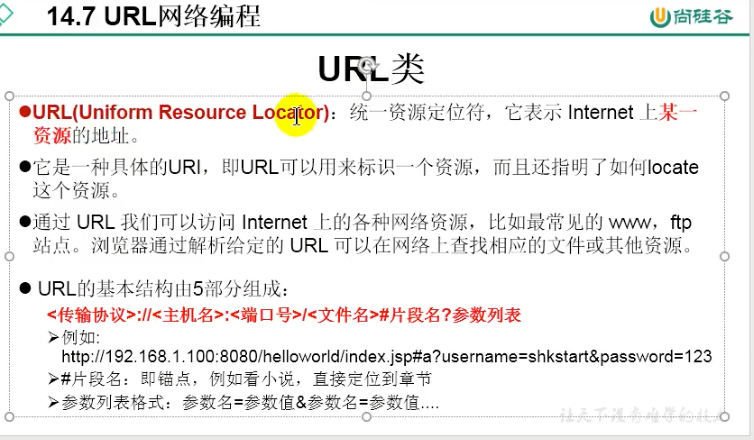 14.7 URL网络编程
尚硅谷
URL类
●URL(Uniform Resource Locator)：统一资源定位符，它表示 Internet 上某一
资源的地址。
●它是一种具体的URI，即URL可以用来标识一个资源，而且还指明了如何locate
这个资源。
●通过 URL 我们可以访问 Internet 上的各种网络资源，比如最常见的 www，ftp
站点。浏览器通过解析给定的 URL 可以在网络上查找相应的文件或其他资源。
● URL的基本结构由5部分组成：
<传输协议>://<主机名>:<端口号>/<文件名>#片段名?参数列表
➢例如:
http://192.168.1.100:8080/helloworld/index.jsp#a?username=shkstart&password=123
➢#片段名：即锚点，例如看小说，直接定位到章节
➢参数列表格式：参数名=参数值&参数名=参数值....
让天下没有难学的技术